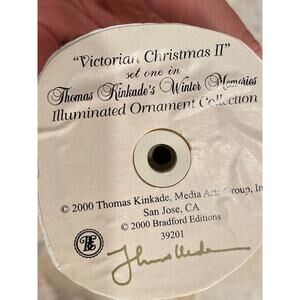 "Victorian Christmas II"
set one in
Thomas Kinkade's Winter Memories
Illuminated Ornament Collection
© 2000 Thomas Kinkade, Media Arts Group, In
San Jose, CA
© 2000 Bradford Editions
39201